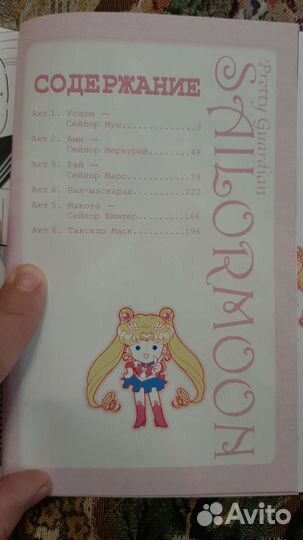 СОДЕРЖАНИЕ
Акт 1. Усаги —
Сейлор Мун..............3
Акт 2. Ами —
Сейлор Меркурий.........46
Акт 3. Рэй —
Сейлор Марс.............79
Акт 4. Бал-маскарад.........122
Акт 5. Макото —
Сейлор Юпитер..........164
Акт 6. Такседо Маск.........196
Pretty Guardian
SAILORMOON
Avito